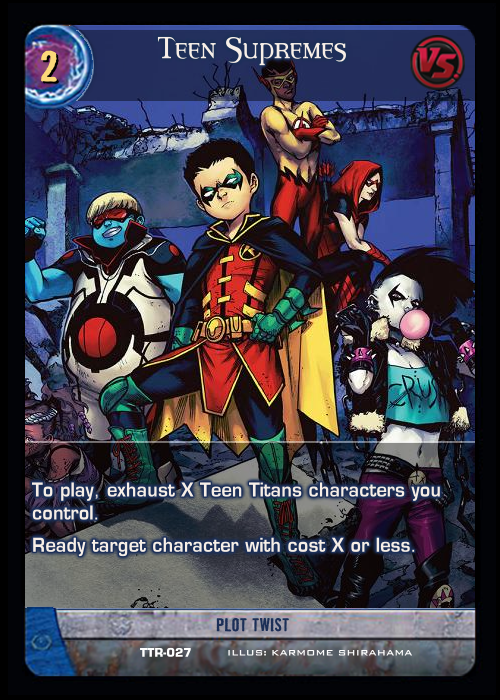 Teen Supremes
2
VS.
To play, exhaust X Teen Titans characters you
control.
Ready target character with cost X or less.
PLOT TWIST
TTR-027 ILLUS: KARMOME SHIRAHAMA